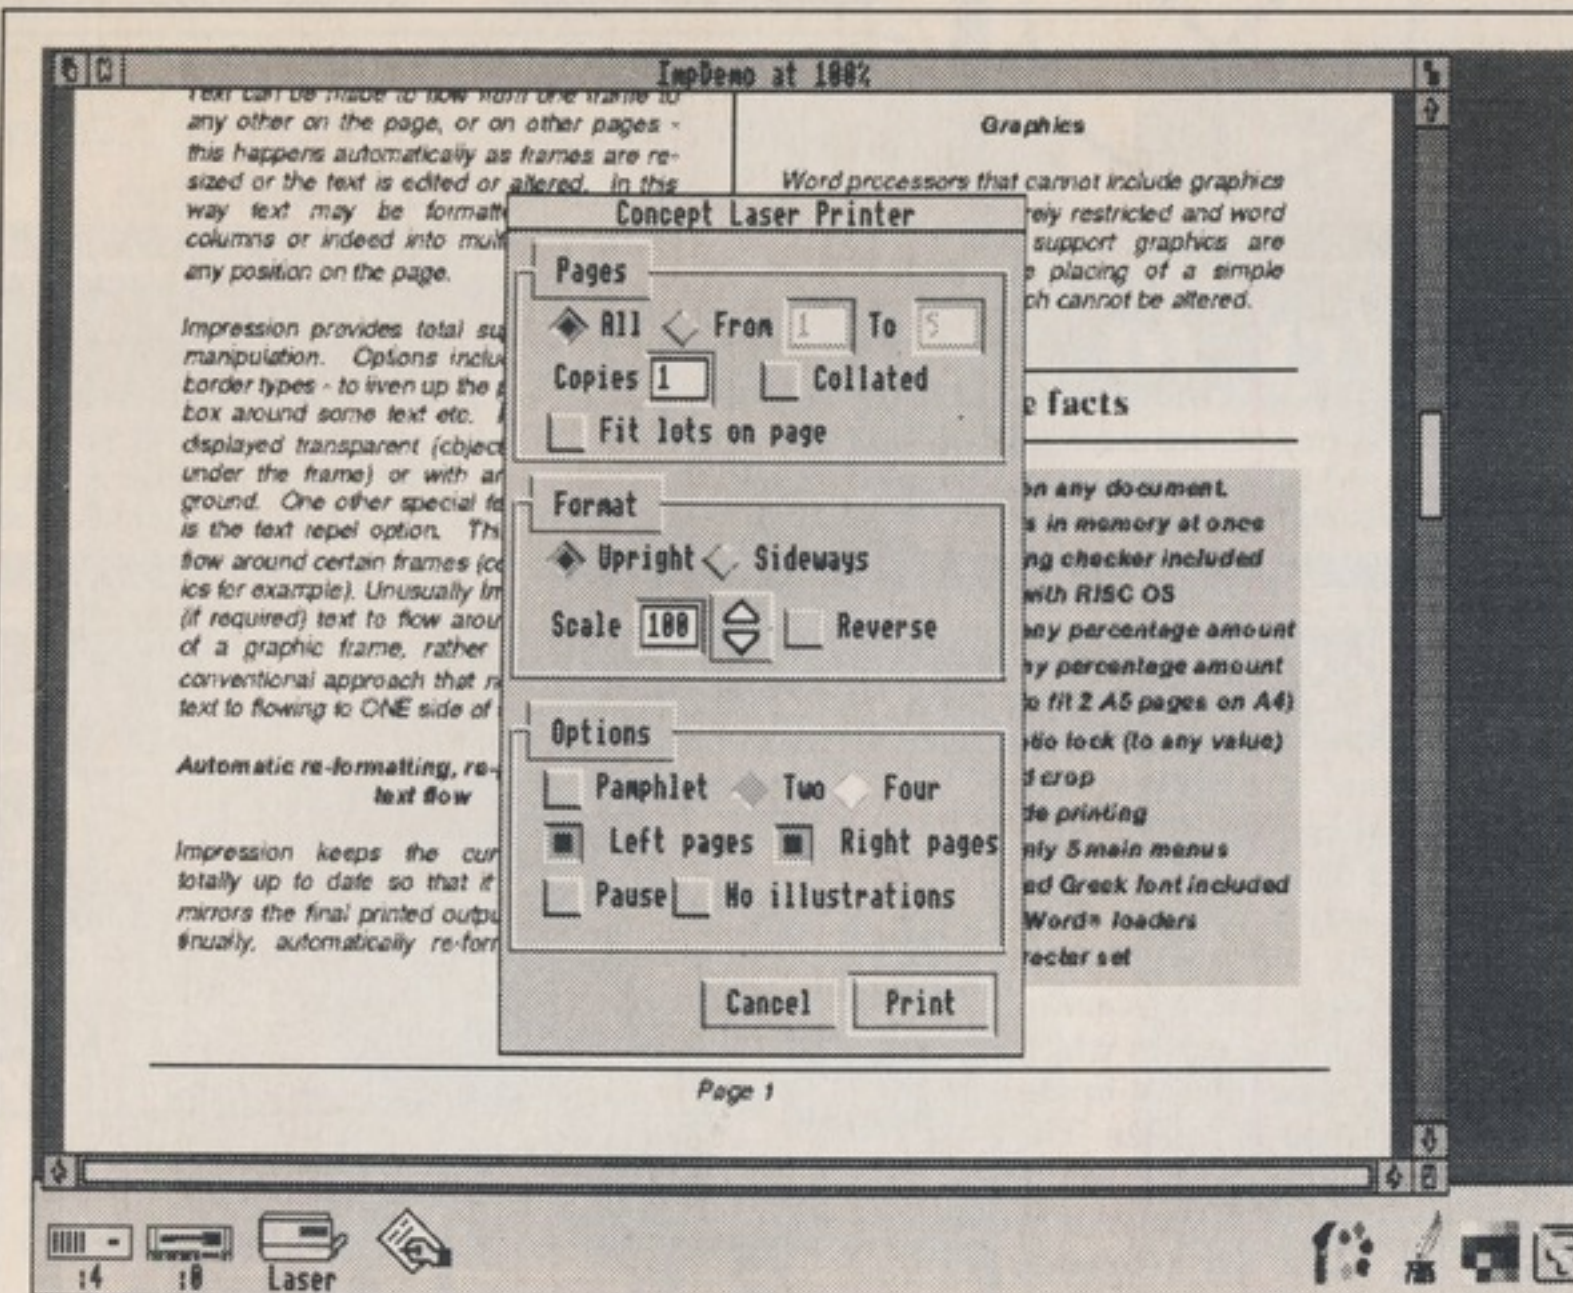 ImpDemo at 100%
Text can be made to flow from one frame to
any other on the page, or on other pages -
this happens automatically as frames are re-
sized or the text is edited or altered. In this
way text may be formatt
columns or indeed into mult
any position on the page.
Impression provides total su
manipulation. Options inclu
border types - to liven up the
box around some text etc.
displayed transparent (object
under the frame) or with an
ground. One other special fe
is the text repel option. Thi
flow around certain frames (co
ics for example). Unusually Im
(if required) text to flow arou
of a graphic frame, rather
conventional approach that
text to flowing to ONE side of
Automatic re-formatting, re-
text flow
Impression keeps the cur
totally up to date so that it
mirrors the final printed outpu
tinually, automatically re-form
Graphics
Word processors that cannot include graphics
rely restricted and word
support graphics are
placing of a simple
ph cannot be altered.
e facts
on any document.
s in memory at once
ng checker included
with RISC OS
any percentage amount
ny percentage amount
o fit 2 A5 pages on A4)
atio lock (to any value)
d crop
de printing
nly 5 main menus
ed Greek font included
Word® loaders
racter set
Concept Laser Printer
Pages
All From 1 To 5
Copies 1 Collated
Fit lots on page
Format
Upright Sideways
Scale 100 Reverse
Options
Pamphlet Two Four
Left pages Right pages
Pause No illustrations
Cancel Print
Page 1
:4 :0 Laser